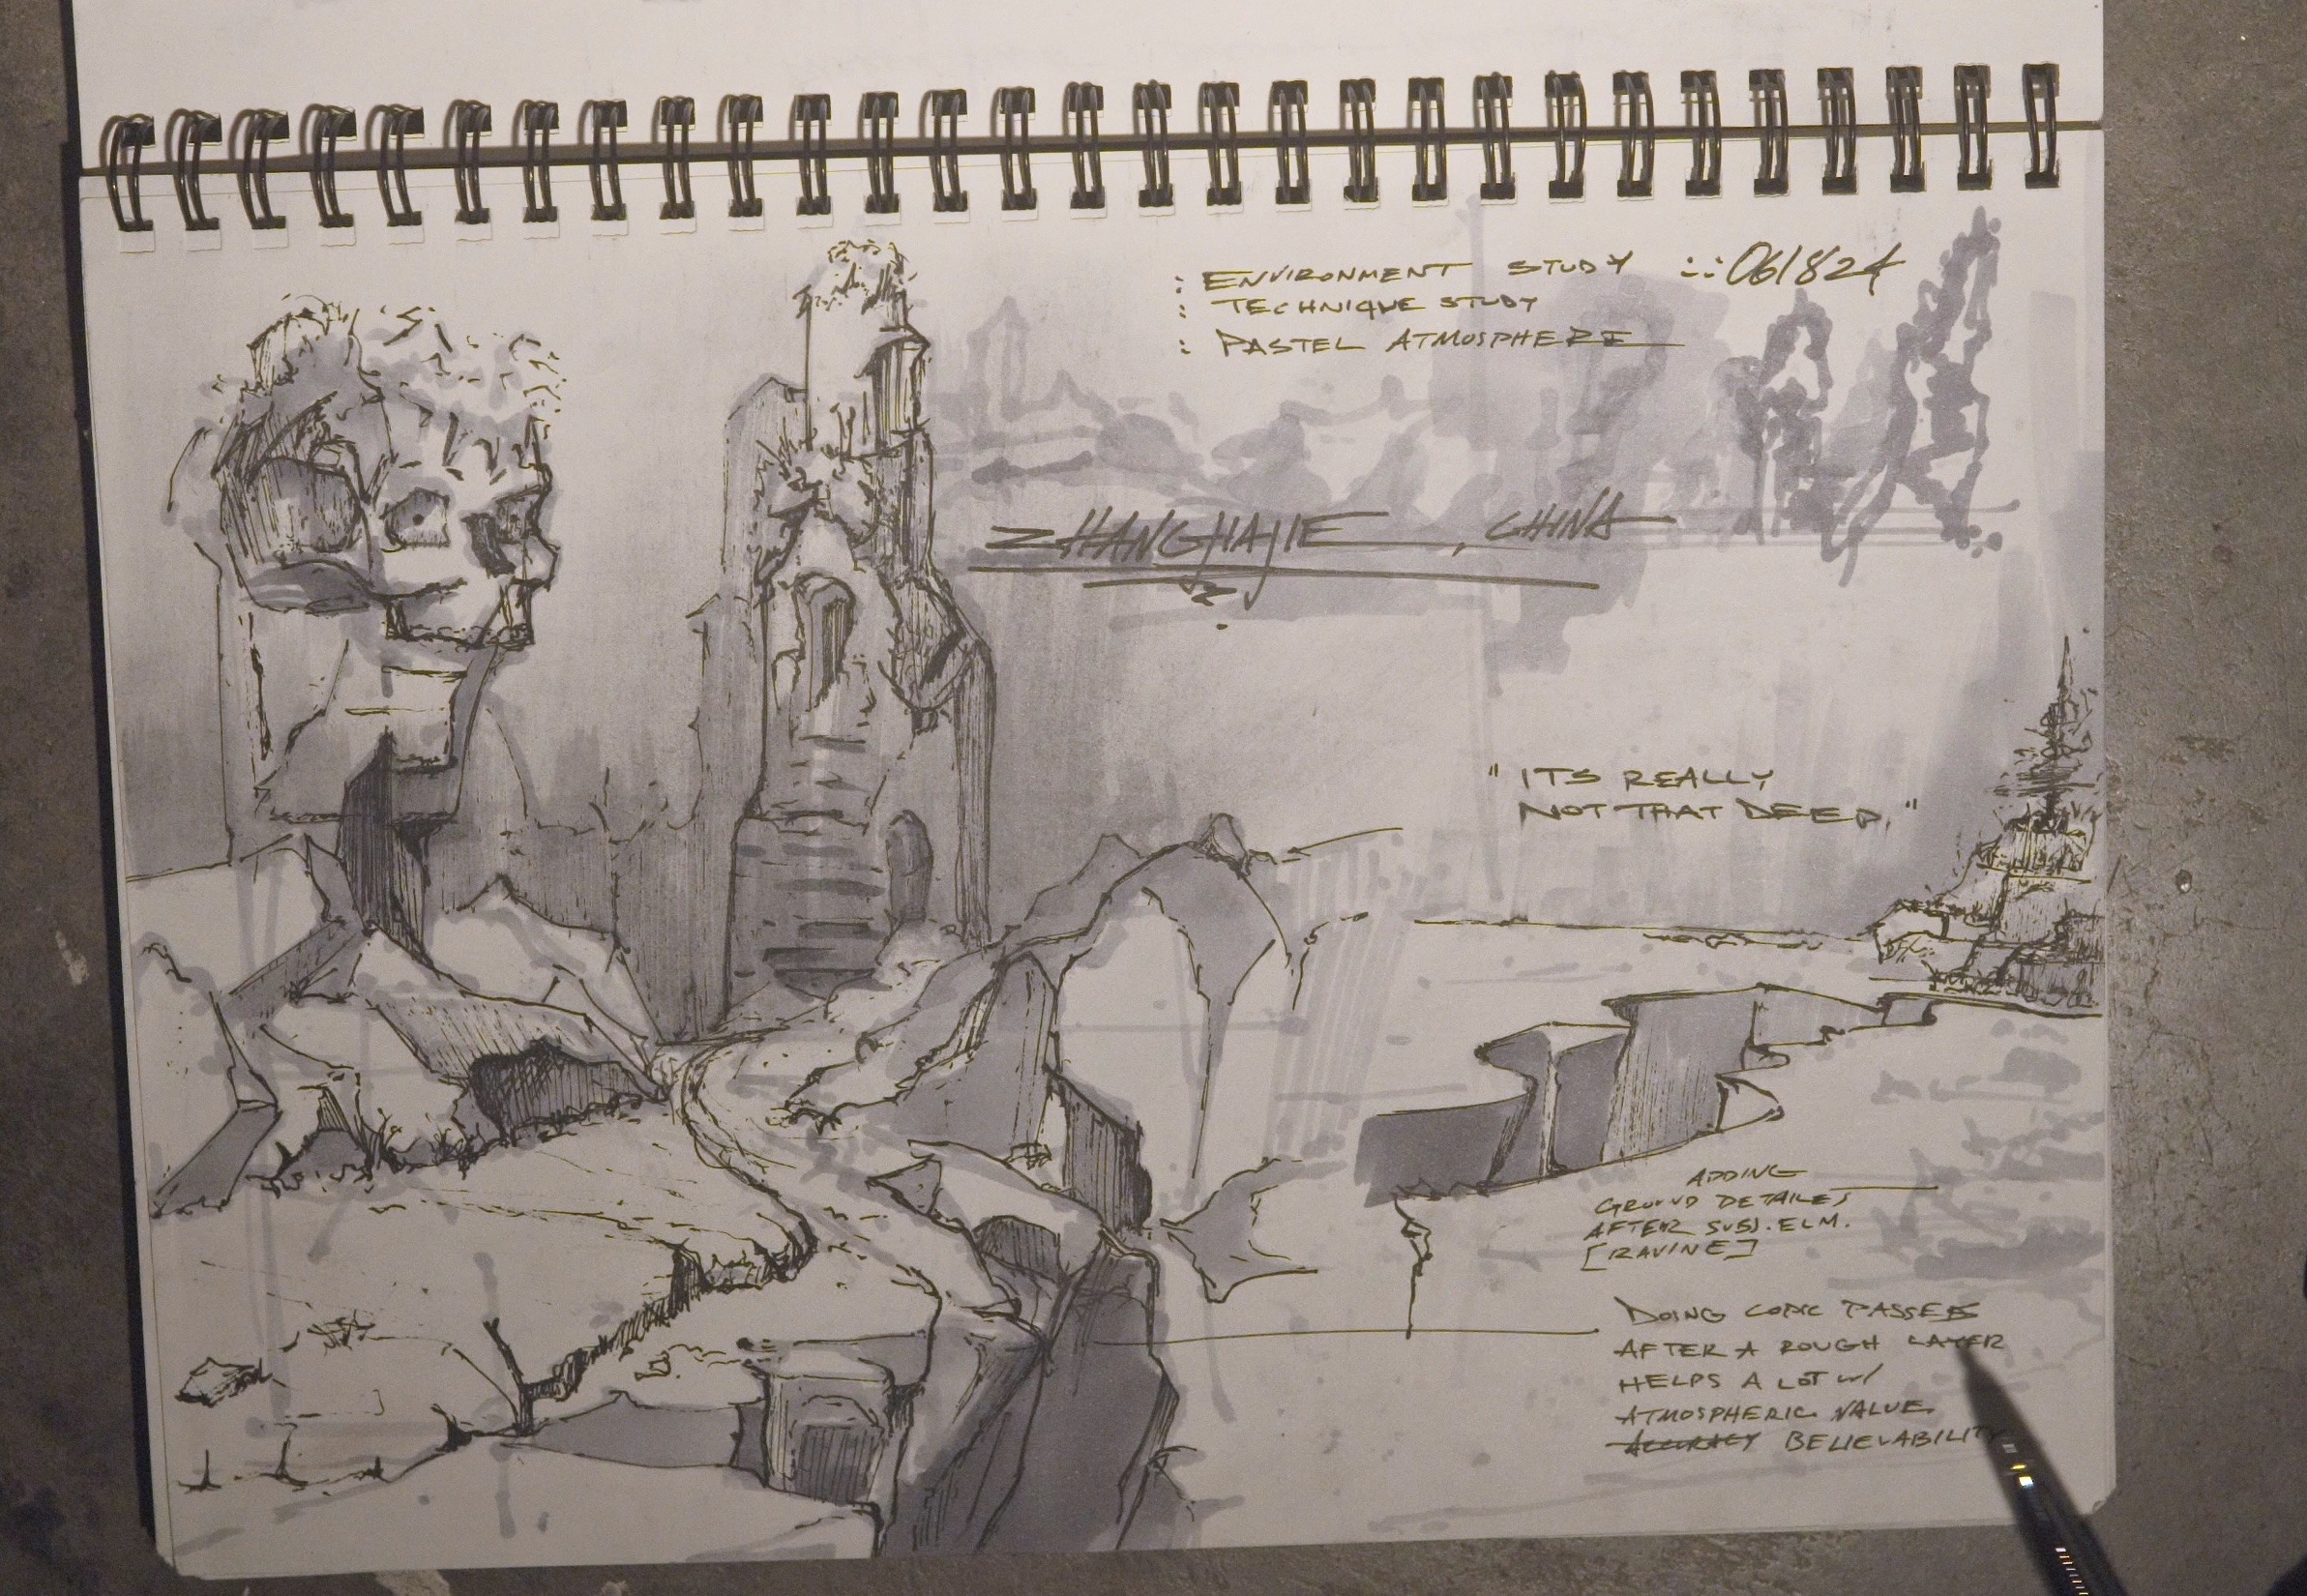 : ENVIRONMENT STUDY :: 061824
: TECHNIQUE STUDY
: PASTEL ATMOSPHERE
ZHANGJIAJIE, CHINA
"ITS REALLY
NOT THAT DEEP."
ADDING
GROUND DETAILES
AFTER SUBJ. ELM.
[RAVINE]
DOING COPIC PASSES
AFTER A ROUGH LAYER
HELPS A LOT W/
ATMOSPHERIC VALUE
ACCURACY BELIEVABILITY